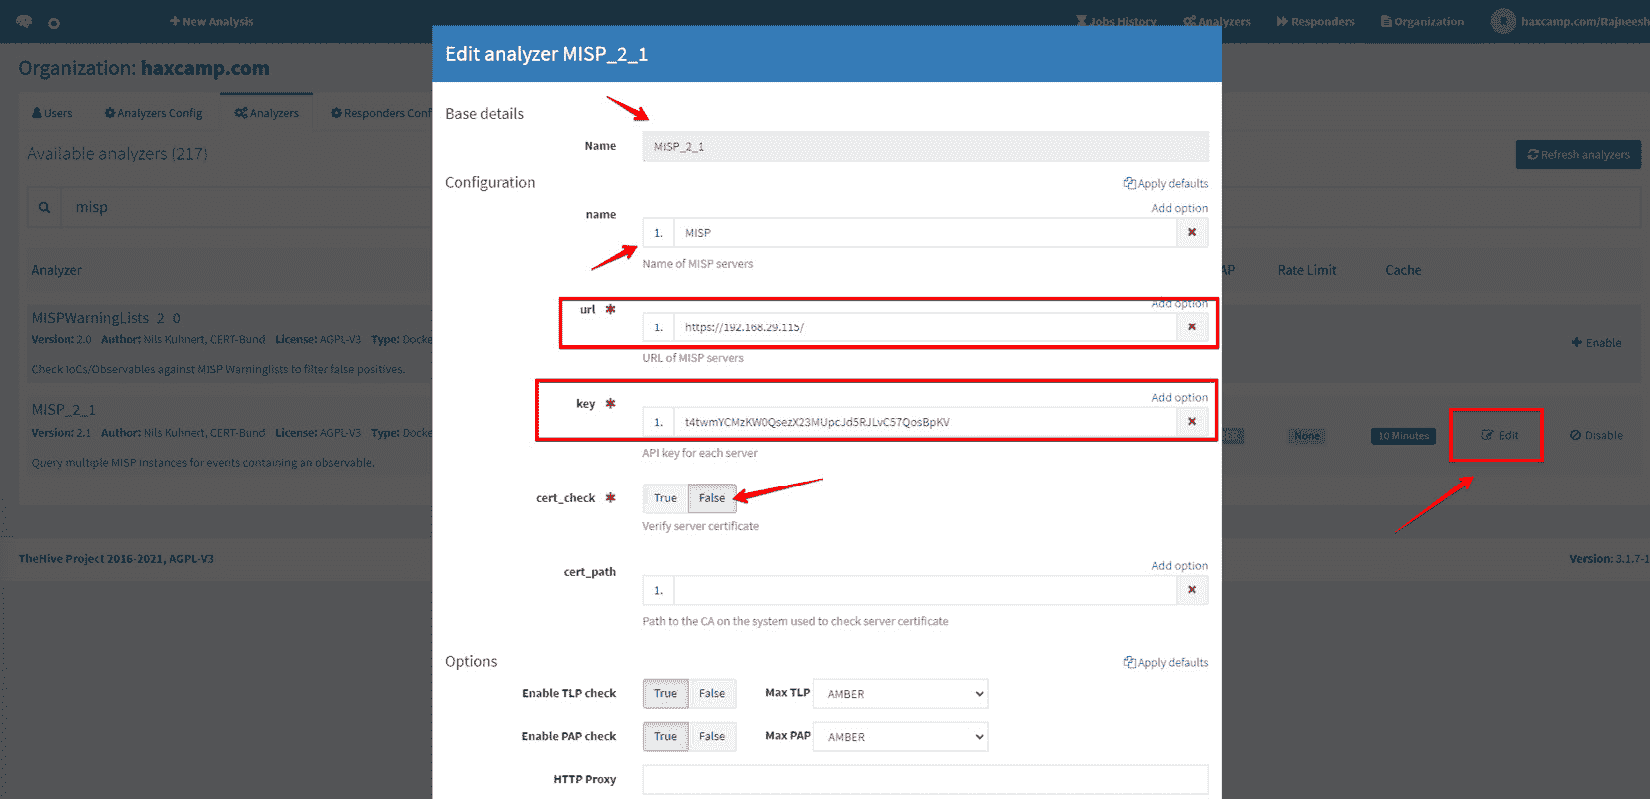 New Analysis
Jobs History Analyzers Responders Organization haxcamp.com/Rajneesh
Organization: haxcamp.com
Users Analyzers Config Analyzers Responders Conf
Available analyzers (217)
Refresh analyzers
misp
Analyzer
Rate Limit Cache
MISPWarningLists_2_0
Version: 2.0 Author: Nils Kuhnert, CERT-Bund License: AGPL-V3 Type: Docke
Check IoCs/Observables against MISP Warninglists to filter false positives.
Enable
MISP_2_1
Version: 2.1 Author: Nils Kuhnert, CERT-Bund License: AGPL-V3 Type: Docke
Query multiple MISP instances for events containing an observable.
None 10 Minutes Edit Disable
TheHive Project 2016-2021, AGPL-V3
Version: 3.1.7-1
Edit analyzer MISP_2_1
Base details
Name MISP_2_1
Configuration Apply defaults
name Add option
1. MISP
Name of MISP servers
url * Add option
1. https://192.168.29.115/
URL of MISP servers
key * Add option
1. t4twmYCMzKW0QsezX23MUpcJd5RJLvC57QosBpKV
API key for each server
cert_check * True False
Verify server certificate
cert_path Add option
1.
Path to the CA on the system used to check server certificate
Options Apply defaults
Enable TLP check True False Max TLP AMBER
Enable PAP check True False Max PAP AMBER
HTTP Proxy